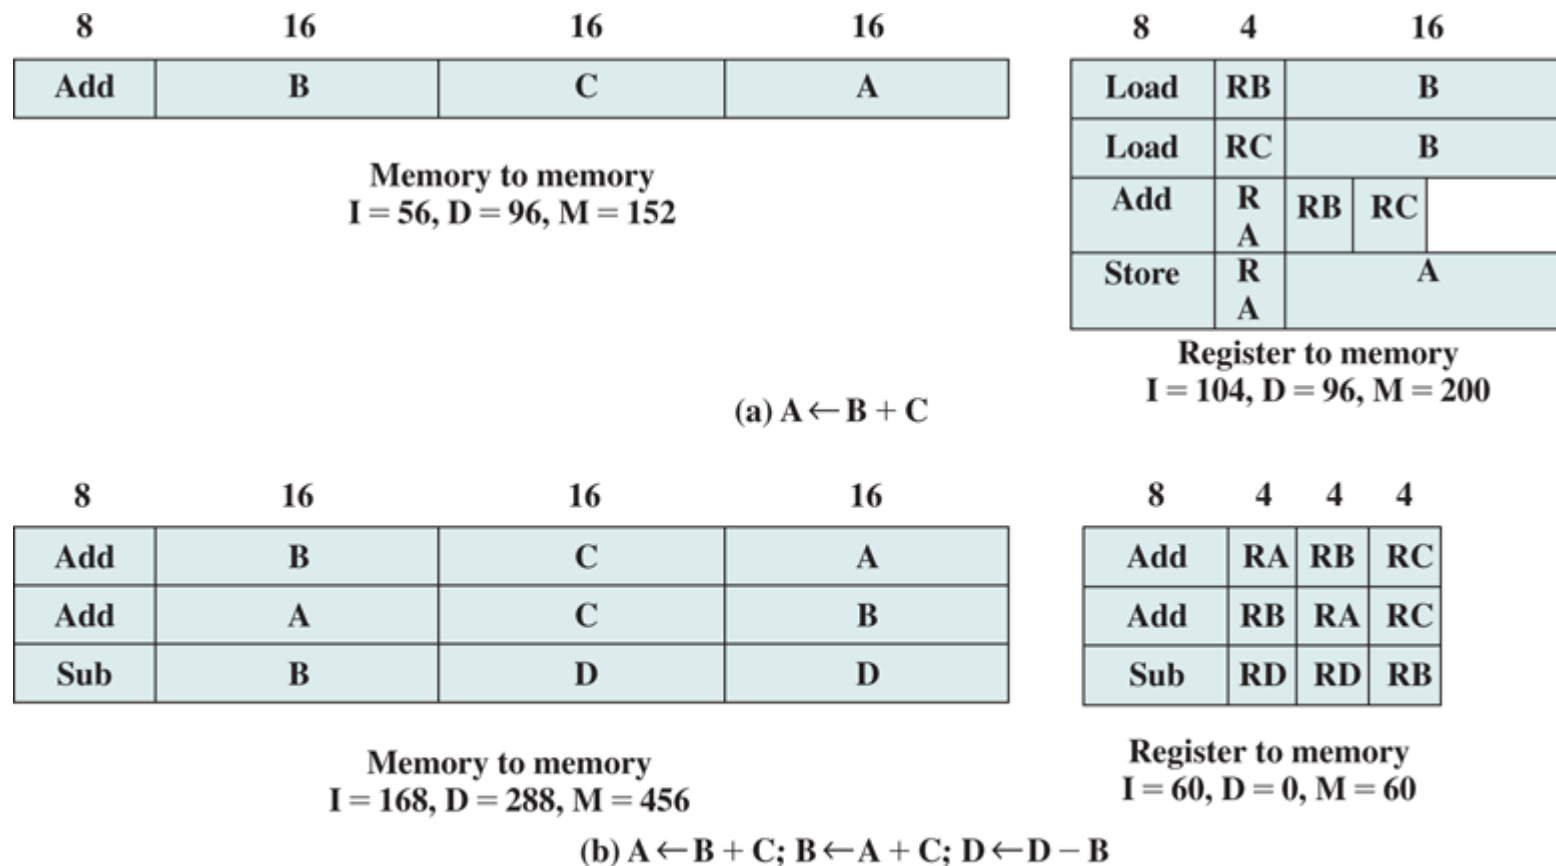 8 16 16 16
Add B C A
Memory to memory
I = 56, D = 96, M = 152
8 4 16
Load RB B
Load RC B
Add R A RB RC
Store R A A
Register to memory
I = 104, D = 96, M = 200
(a) A ← B + C
8 16 16 16
Add B C A
Add A C B
Sub B D D
Memory to memory
I = 168, D = 288, M = 456
8 4 4 4
Add RA RB RC
Add RB RA RC
Sub RD RD RB
Register to memory
I = 60, D = 0, M = 60
(b) A ← B + C; B ← A + C; D ← D − B